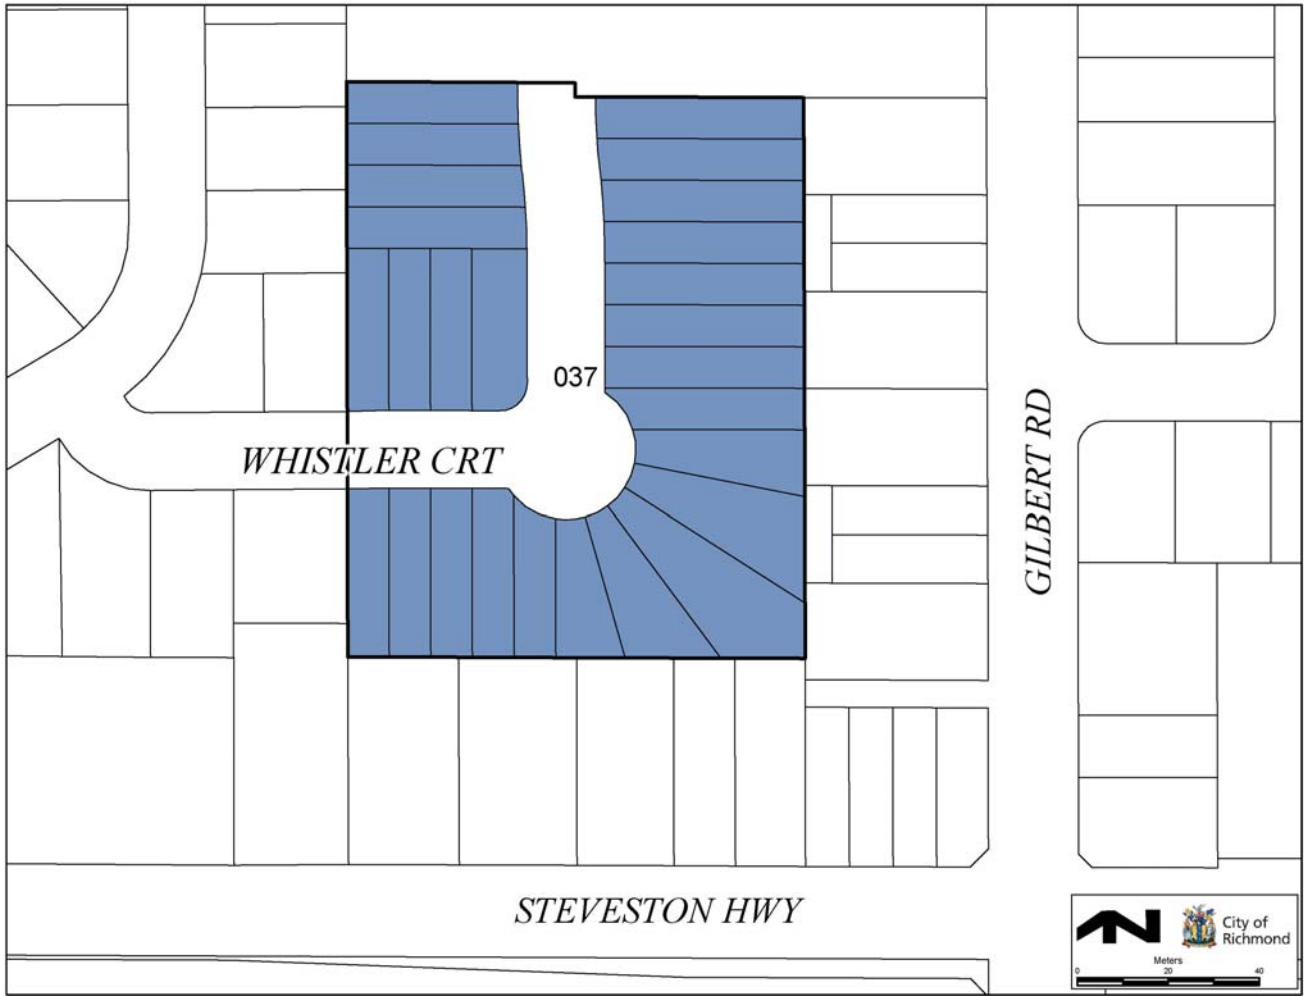 037
WHISTLER CRT
GILBERT RD
STEVESTON HWY
City of
Richmond
Meters
0 20 40